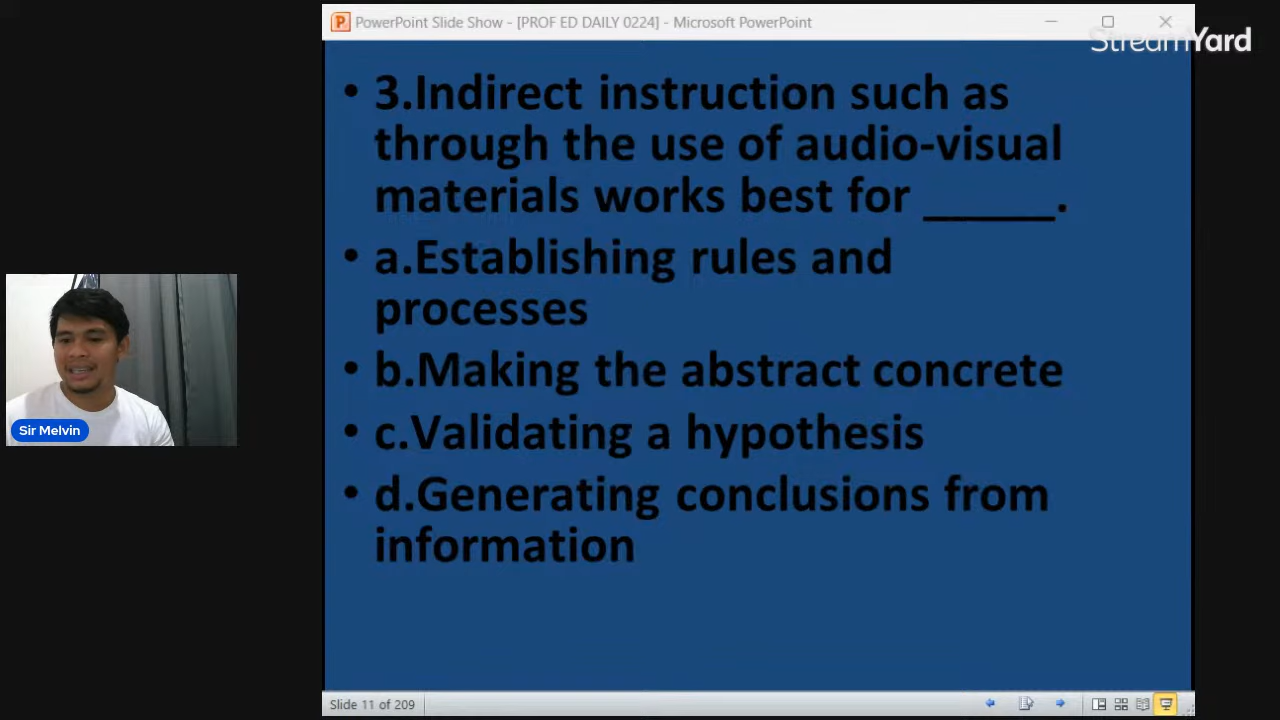 PowerPoint Slide Show - [PROF ED DAILY 0224] - Microsoft PowerPoint
StreamYard
• 3.Indirect instruction such as
through the use of audio-visual
materials works best for _____.
• a.Establishing rules and
processes
• b.Making the abstract concrete
• c.Validating a hypothesis
• d.Generating conclusions from
information
Sir Melvin
Slide 11 of 209